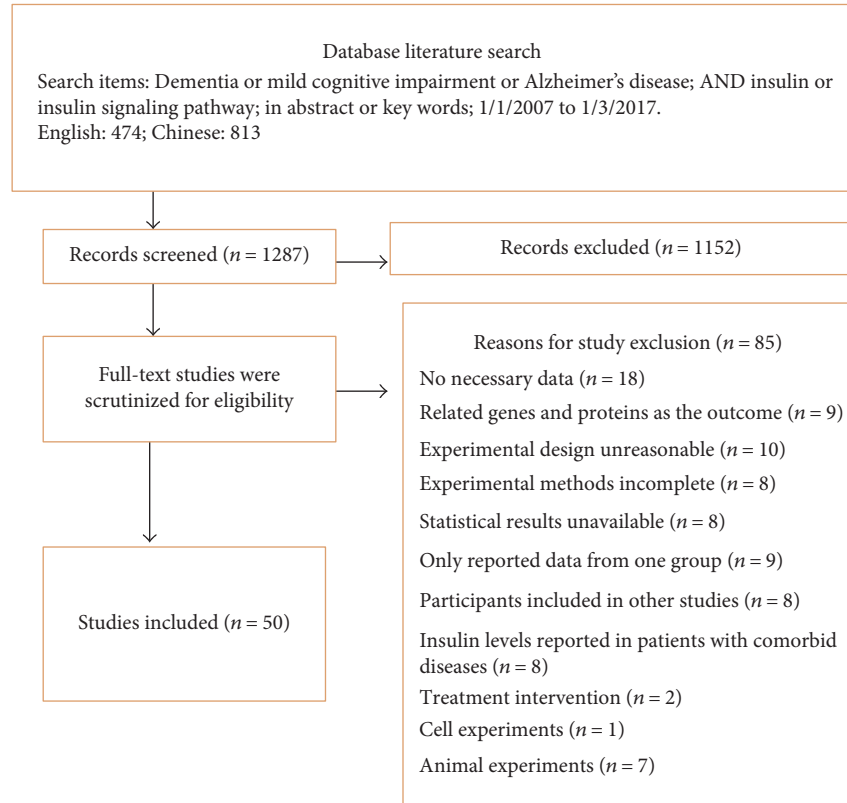 Database literature search
Search items: Dementia or mild cognitive impairment or Alzheimer's disease; AND insulin or
insulin signaling pathway; in abstract or key words; 1/1/2007 to 1/3/2017.
English: 474; Chinese: 813
Records screened (n = 1287)
Records excluded (n = 1152)
Full-text studies were
scrutinized for eligibility
Reasons for study exclusion (n = 85)
No necessary data (n = 18)
Related genes and proteins as the outcome (n = 9)
Experimental design unreasonable (n = 10)
Experimental methods incomplete (n = 8)
Statistical results unavailable (n = 8)
Only reported data from one group (n = 9)
Participants included in other studies (n = 8)
Insulin levels reported in patients with comorbid
diseases (n = 8)
Treatment intervention (n = 2)
Cell experiments (n = 1)
Animal experiments (n = 7)
Studies included (n = 50)